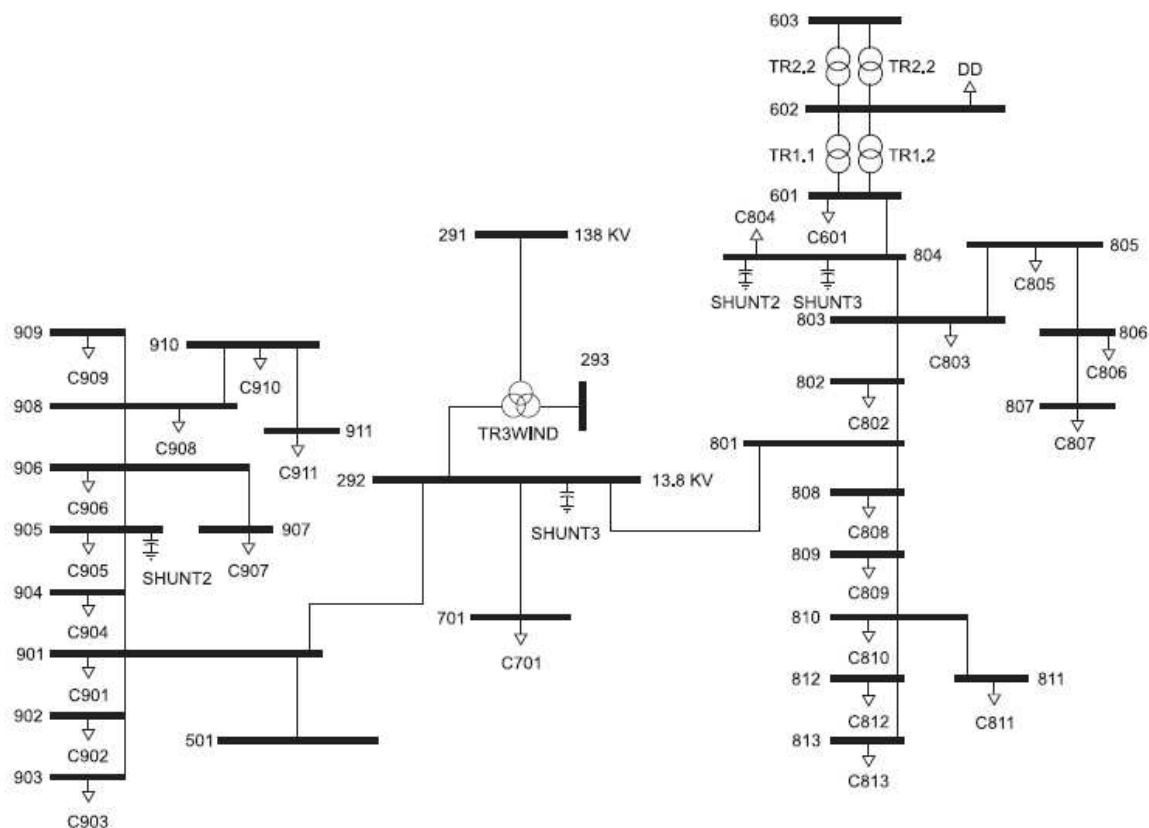 603
TR2.2
TR2.2
DD
602
TR1.1
TR1.2
601
C804
C601
291
138 KV
804
805
SHUNT2
SHUNT3
C805
803
909
910
C803
806
293
C909
C910
C806
802
908
807
TR3WIND
C802
C908
911
C807
801
906
C911
292
13.8 KV
C906
808
SHUNT3
C808
905
907
C905
SHUNT2
C907
809
904
C809
C904
701
810
C810
901
C701
C901
812
811
C812
C811
902
C902
501
813
903
C813
C903